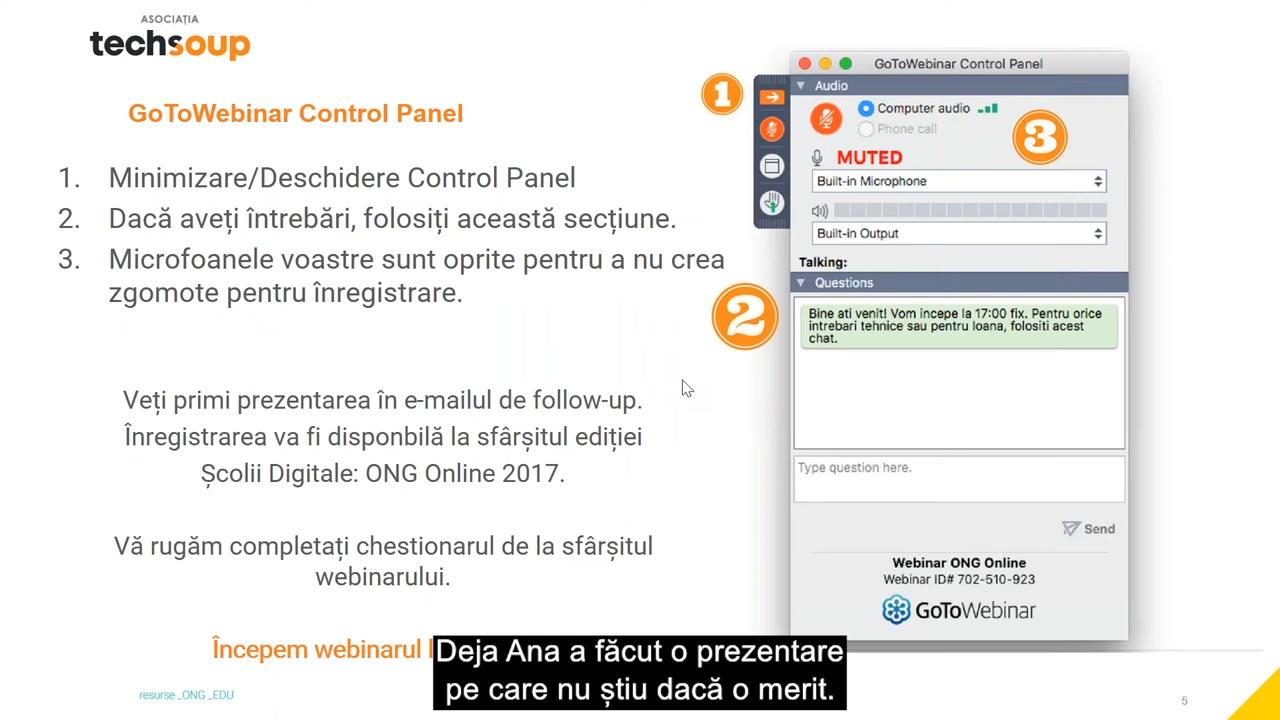 ASOCIAȚIA
techsoup
GoToWebinar Control Panel
1. Minimizare/Deschidere Control Panel
2. Dacă aveți întrebări, folosiți această secțiune.
3. Microfoanele voastre sunt oprite pentru a nu crea
zgomote pentru înregistrare.
Veți primi prezentarea în e-mailul de follow-up.
Înregistrarea va fi disponbilă la sfârșitul ediției
Școlii Digitale: ONG Online 2017.
Vă rugăm completați chestionarul de la sfârșitul
webinarului.
Începem webinarul
resurse_ONG_EDU
1
2
3
GoToWebinar Control Panel
Audio
Computer audio
Phone call
MUTED
Built-in Microphone
Built-in Output
Talking:
Questions
Bine ati venit! Vom incepe la 17:00 fix. Pentru orice
intrebari tehnice sau pentru Ioana, folositi acest
chat.
Type question here.
Send
Webinar ONG Online
Webinar ID# 702-510-923
GoToWebinar
Deja Ana a făcut o prezentare
pe care nu știu dacă o merit.
5